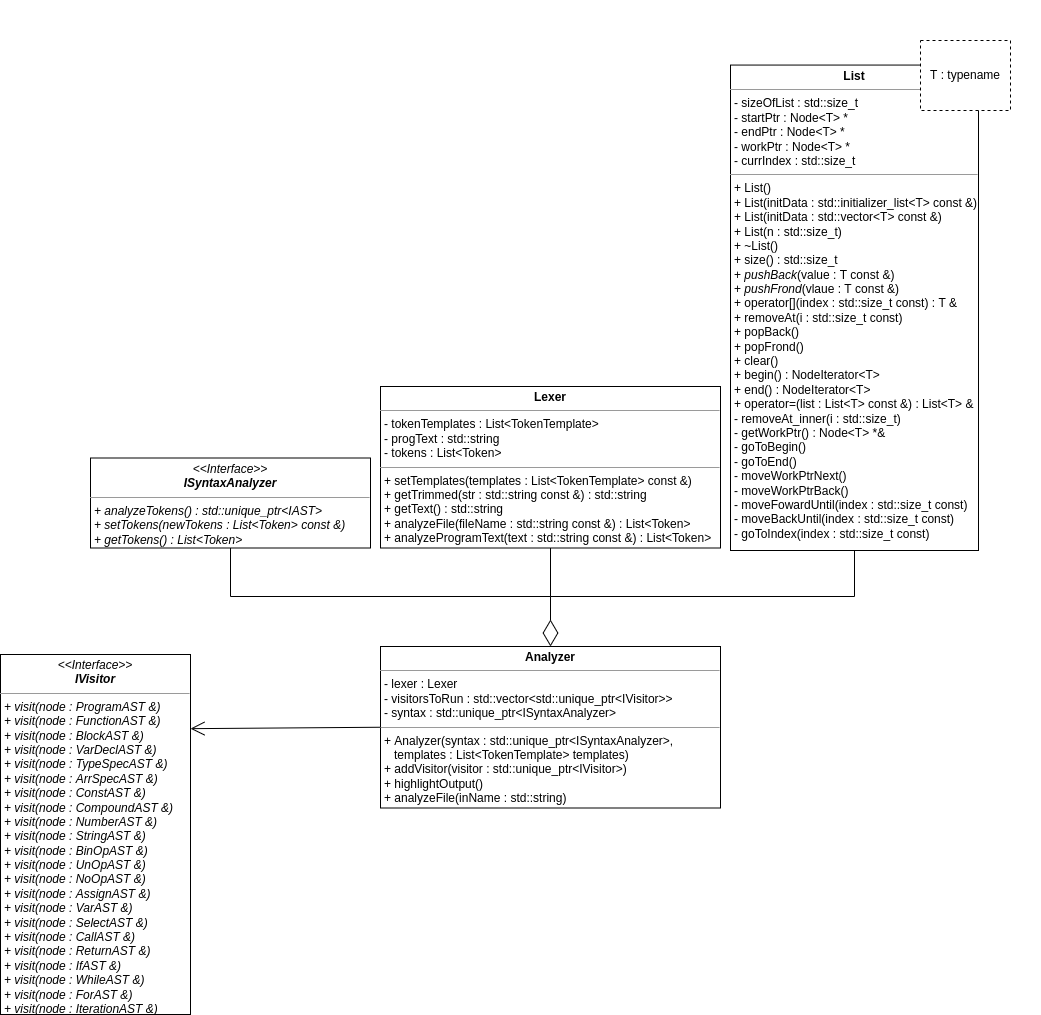 T : typename
List
- sizeOfList : std::size_t
- startPtr : Node<T> *
- endPtr : Node<T> *
- workPtr : Node<T> *
- currIndex : std::size_t
+ List()
+ List(initData : std::initializer_list<T> const &)
+ List(initData : std::vector<T> const &)
+ List(n : std::size_t)
+ ~List()
+ size() : std::size_t
+ pushBack(value : T const &)
+ pushFrond(vlaue : T const &)
+ operator[](index : std::size_t const) : T &
+ removeAt(i : std::size_t const)
+ popBack()
+ popFrond()
+ clear()
+ begin() : NodeIterator<T>
+ end() : NodeIterator<T>
+ operator=(list : List<T> const &) : List<T> &
- removeAt_inner(i : std::size_t)
- getWorkPtr() : Node<T> *&
- goToBegin()
- goToEnd()
- moveWorkPtrNext()
- moveWorkPtrBack()
- moveFowardUntil(index : std::size_t const)
- moveBackUntil(index : std::size_t const)
- goToIndex(index : std::size_t const)
Lexer
- tokenTemplates : List<TokenTemplate>
- progText : std::string
- tokens : List<Token>
+ setTemplates(templates : List<TokenTemplate> const &)
+ getTrimmed(str : std::string const &) : std::string
+ getText() : std::string
+ analyzeFile(fileName : std::string const &) : List<Token>
+ analyzeProgramText(text : std::string const &) : List<Token>
<<Interface>>
ISyntaxAnalyzer
+ analyzeTokens() : std::unique_ptr<IAST>
+ setTokens(newTokens : List<Token> const &)
+ getTokens() : List<Token>
Analyzer
- lexer : Lexer
- visitorsToRun : std::vector<std::unique_ptr<IVisitor>>
- syntax : std::unique_ptr<ISyntaxAnalyzer>
+ Analyzer(syntax : std::unique_ptr<ISyntaxAnalyzer>,
templates : List<TokenTemplate> templates)
+ addVisitor(visitor : std::unique_ptr<IVisitor>)
+ highlightOutput()
+ analyzeFile(inName : std::string)
<<Interface>>
IVisitor
+ visit(node : ProgramAST &)
+ visit(node : FunctionAST &)
+ visit(node : BlockAST &)
+ visit(node : VarDeclAST &)
+ visit(node : TypeSpecAST &)
+ visit(node : ArrSpecAST &)
+ visit(node : ConstAST &)
+ visit(node : CompoundAST &)
+ visit(node : NumberAST &)
+ visit(node : StringAST &)
+ visit(node : BinOpAST &)
+ visit(node : UnOpAST &)
+ visit(node : NoOpAST &)
+ visit(node : AssignAST &)
+ visit(node : VarAST &)
+ visit(node : SelectAST &)
+ visit(node : CallAST &)
+ visit(node : ReturnAST &)
+ visit(node : IfAST &)
+ visit(node : WhileAST &)
+ visit(node : ForAST &)
+ visit(node : IterationAST &)